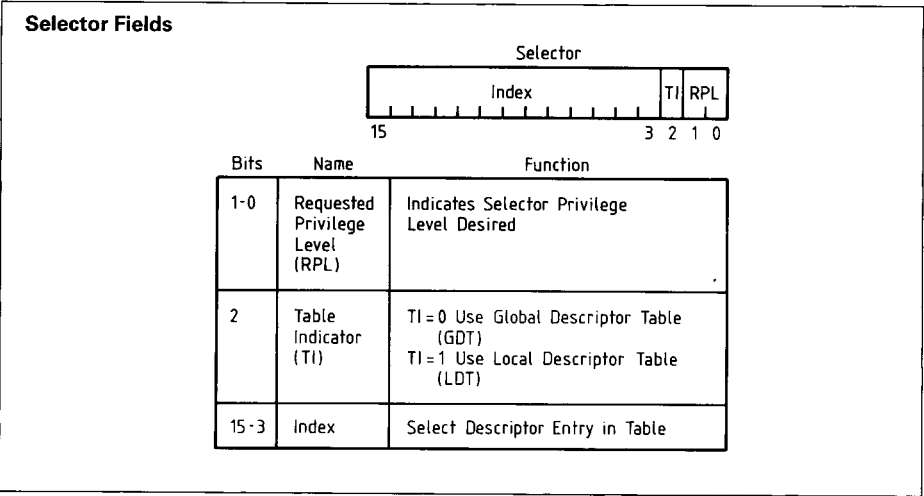 Selector Fields
Selector
Index TI RPL
15 3 2 1 0
Bits Name Function
1-0 Requested Indicates Selector Privilege
Privilege Level Desired
Level
(RPL)
2 Table TI = 0 Use Global Descriptor Table
Indicator (GDT)
(TI) TI = 1 Use Local Descriptor Table
(LDT)
15-3 Index Select Descriptor Entry in Table